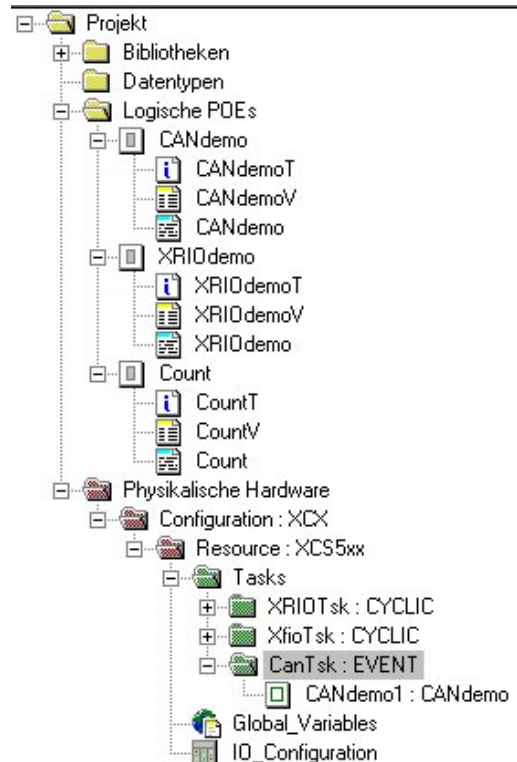 Projekt
Bibliotheken
Datentypen
Logische POEs
CANdemo
CANdemoT
CANdemoV
CANdemo
XRIOdemo
XRIOdemoT
XRIOdemoV
XRIOdemo
Count
CountT
CountV
Count
Physikalische Hardware
Configuration : XCX
Resource : XCS5xx
Tasks
XRIOTsk : CYCLIC
XfioTsk : CYCLIC
CanTsk : EVENT
CANdemo1 : CANdemo
Global_Variables
IO_Configuration